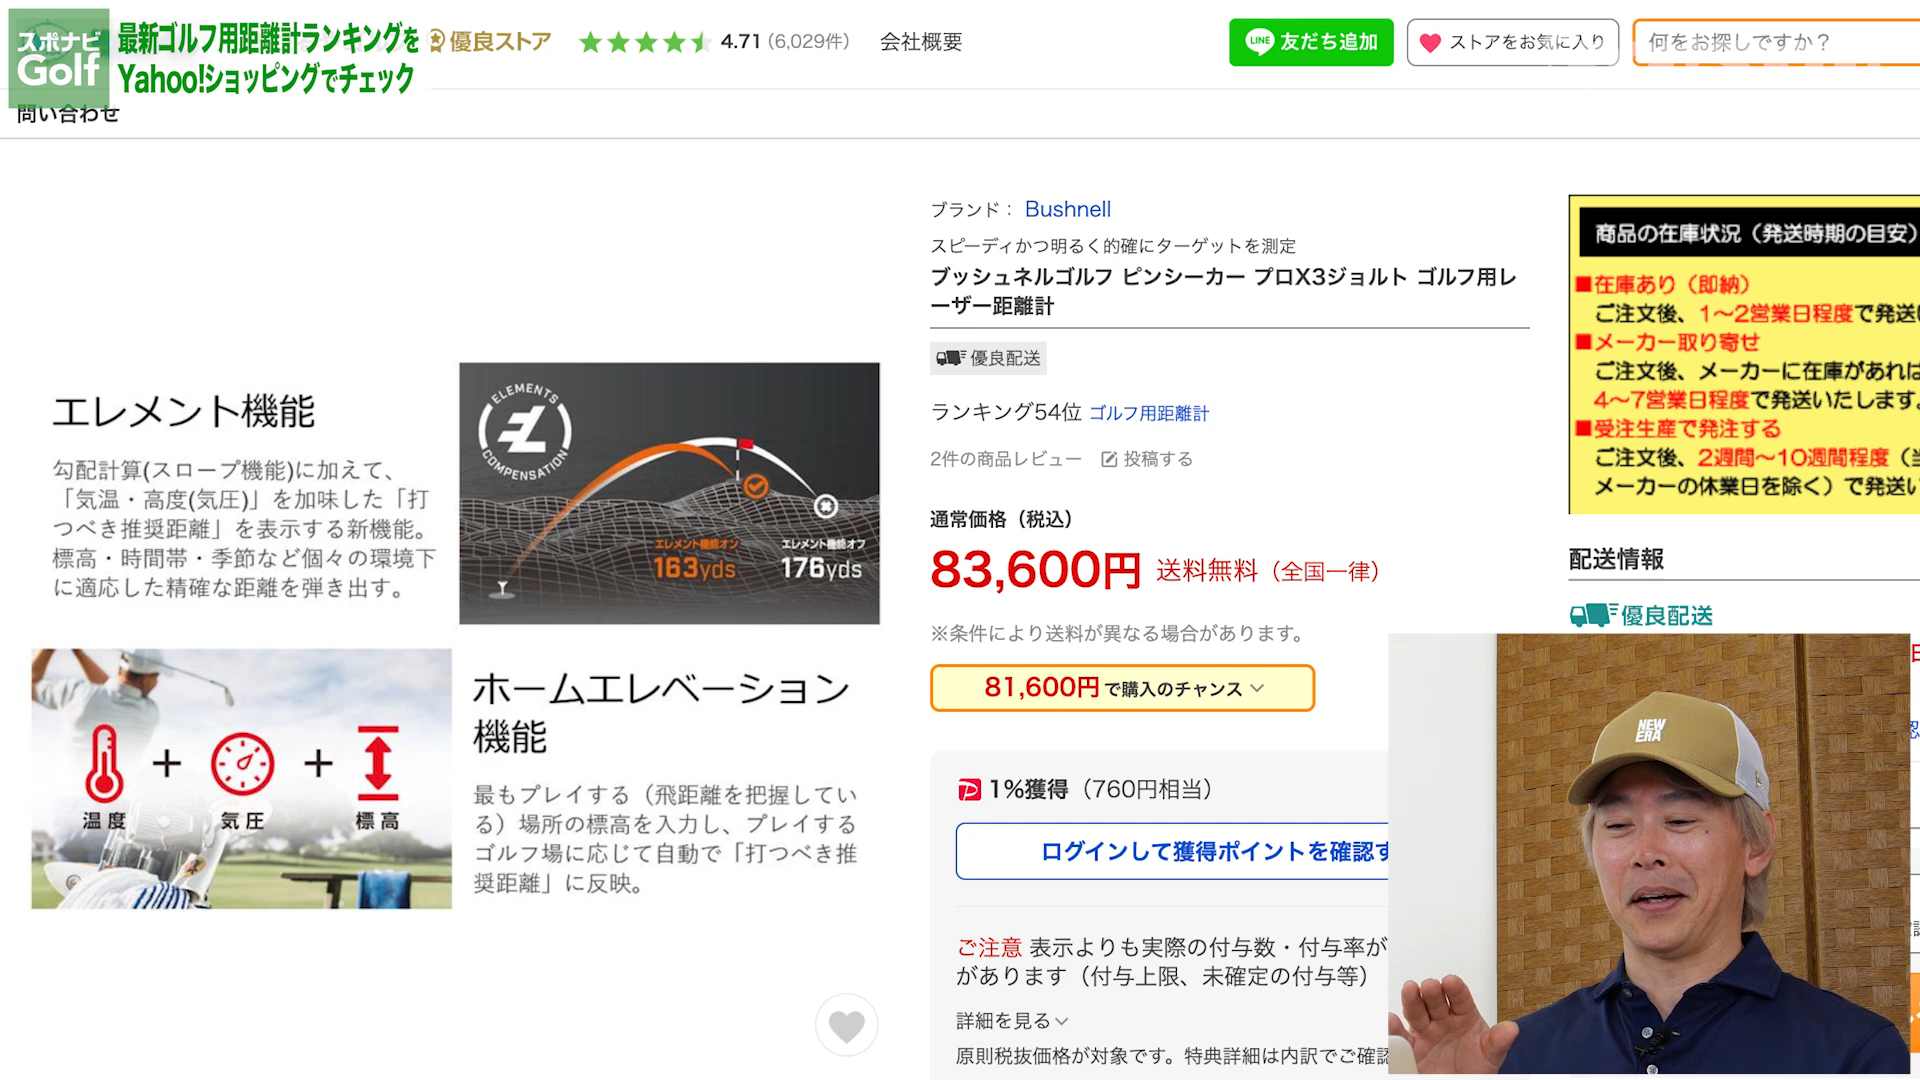 スポナビ
Golf
最新ゴルフ用距離計ランキングを
Yahoo!ショッピングでチェック
優良ストア
4.71(6,029件)
会社概要
LINE 友だち追加
ストアをお気に入り
何をお探しですか?
問い合わせ
エレメント機能
勾配計算(スロープ機能)に加えて、
「気温・高度(気圧)」を加味した「打
つべき推奨距離」を表示する新機能。
標高・時間帯・季節など個々の環境下
に適応した精確な距離を弾き出す。
ELEMENTS
COMPENSATION
エレメント機能オン
163yds
エレメント機能オフ
176yds
温度
+
気圧
+
標高
ホームエレベーション
機能
最もプレイする(飛距離を把握してい
る)場所の標高を入力し、プレイする
ゴルフ場に応じて自動で「打つべき推
奨距離」に反映。
ブランド: Bushnell
スピーディかつ明るく的確にターゲットを測定
ブッシュネルゴルフ ピンシーカー プロX3ジョルト ゴルフ用レ
ーザー距離計
優良配送
ランキング54位 ゴルフ用距離計
2件の商品レビュー 投稿する
通常価格(税込)
83,600円 送料無料(全国一律)
※条件により送料が異なる場合があります。
81,600円で購入のチャンス
1%獲得(760円相当)
ログインして獲得ポイントを確認す
ご注意 表示よりも実際の付与数・付与率が
があります(付与上限、未確定の付与等)
詳細を見る
原則税抜価格が対象です。特典詳細は内訳でご確認
商品の在庫状況(発送時期の目安)
■在庫あり(即納)
ご注文後、1〜2営業日程度で発送い
■メーカー取り寄せ
ご注文後、メーカーに在庫があれば
4〜7営業日程度で発送いたします。
■受注生産で発注する
ご注文後、2週間〜10週間程度(当
メーカーの休業日を除く)で発送い
配送情報
優良配送
NEW
ERA